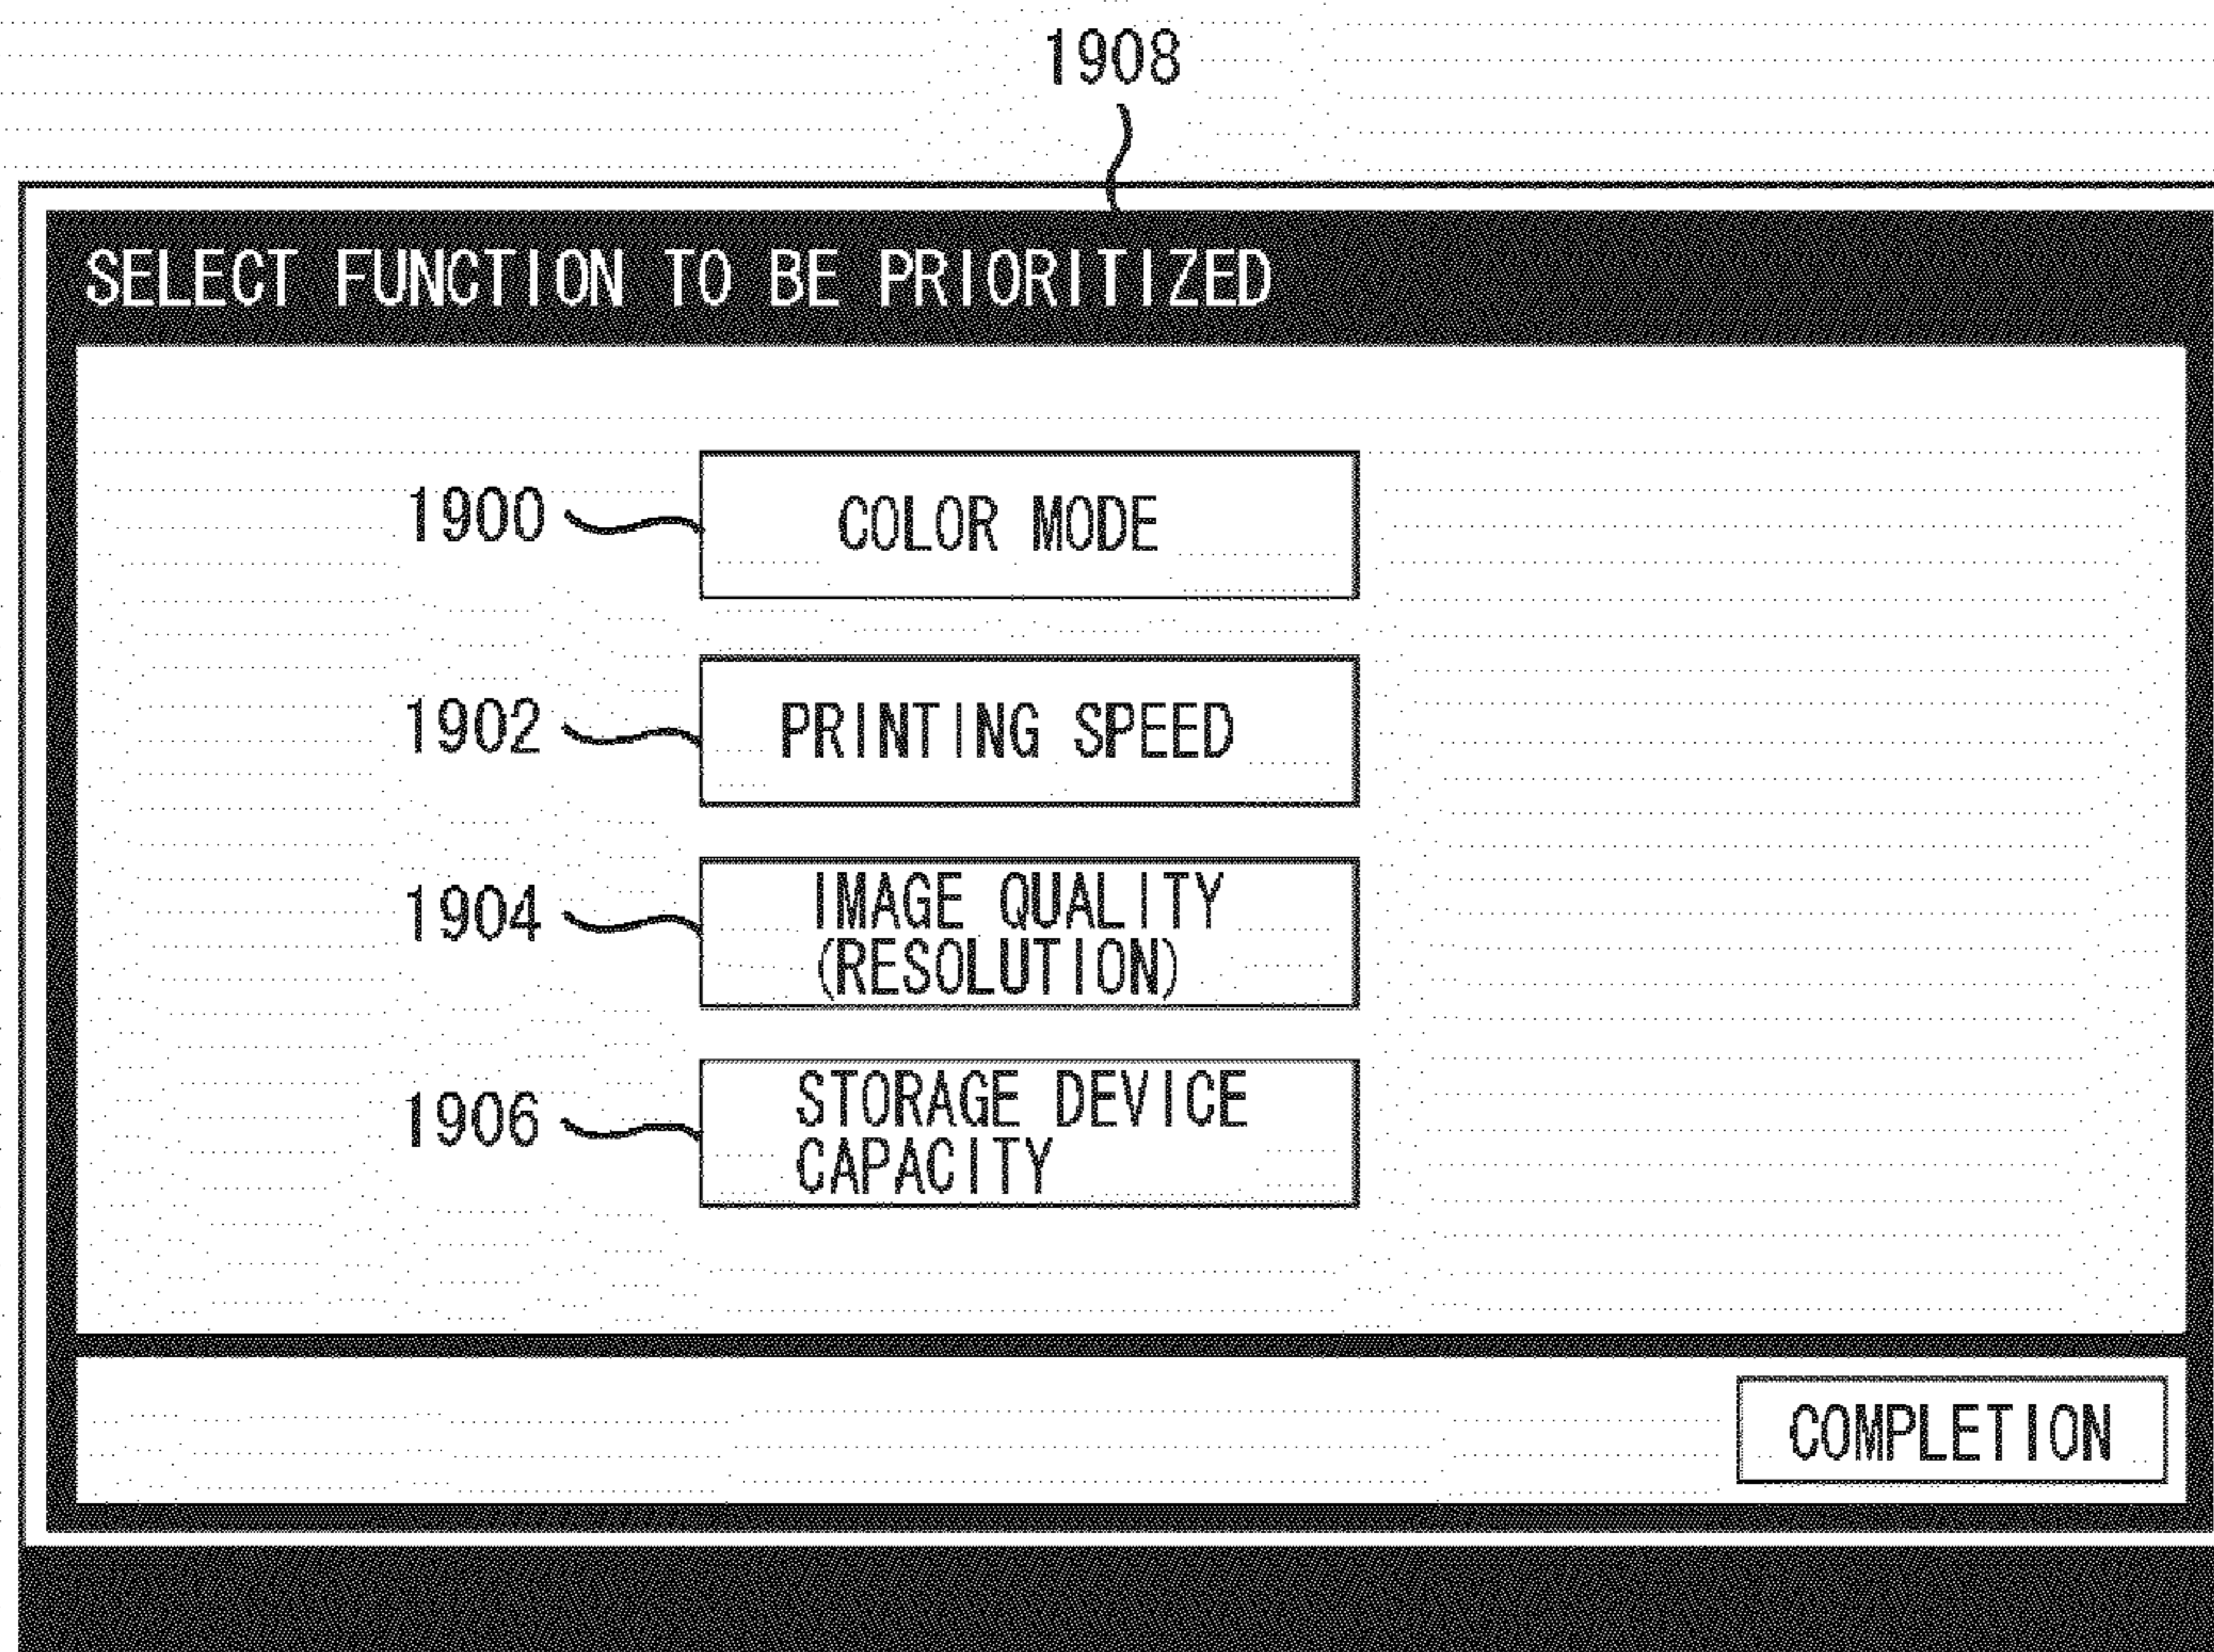 1908
SELECT FUNCTION TO BE PRIORITIZED
1900
COLOR MODE
1902
PRINTING SPEED
1904
IMAGE QUALITY
(RESOLUTION)
1906
STORAGE DEVICE
CAPACITY
COMPLETION